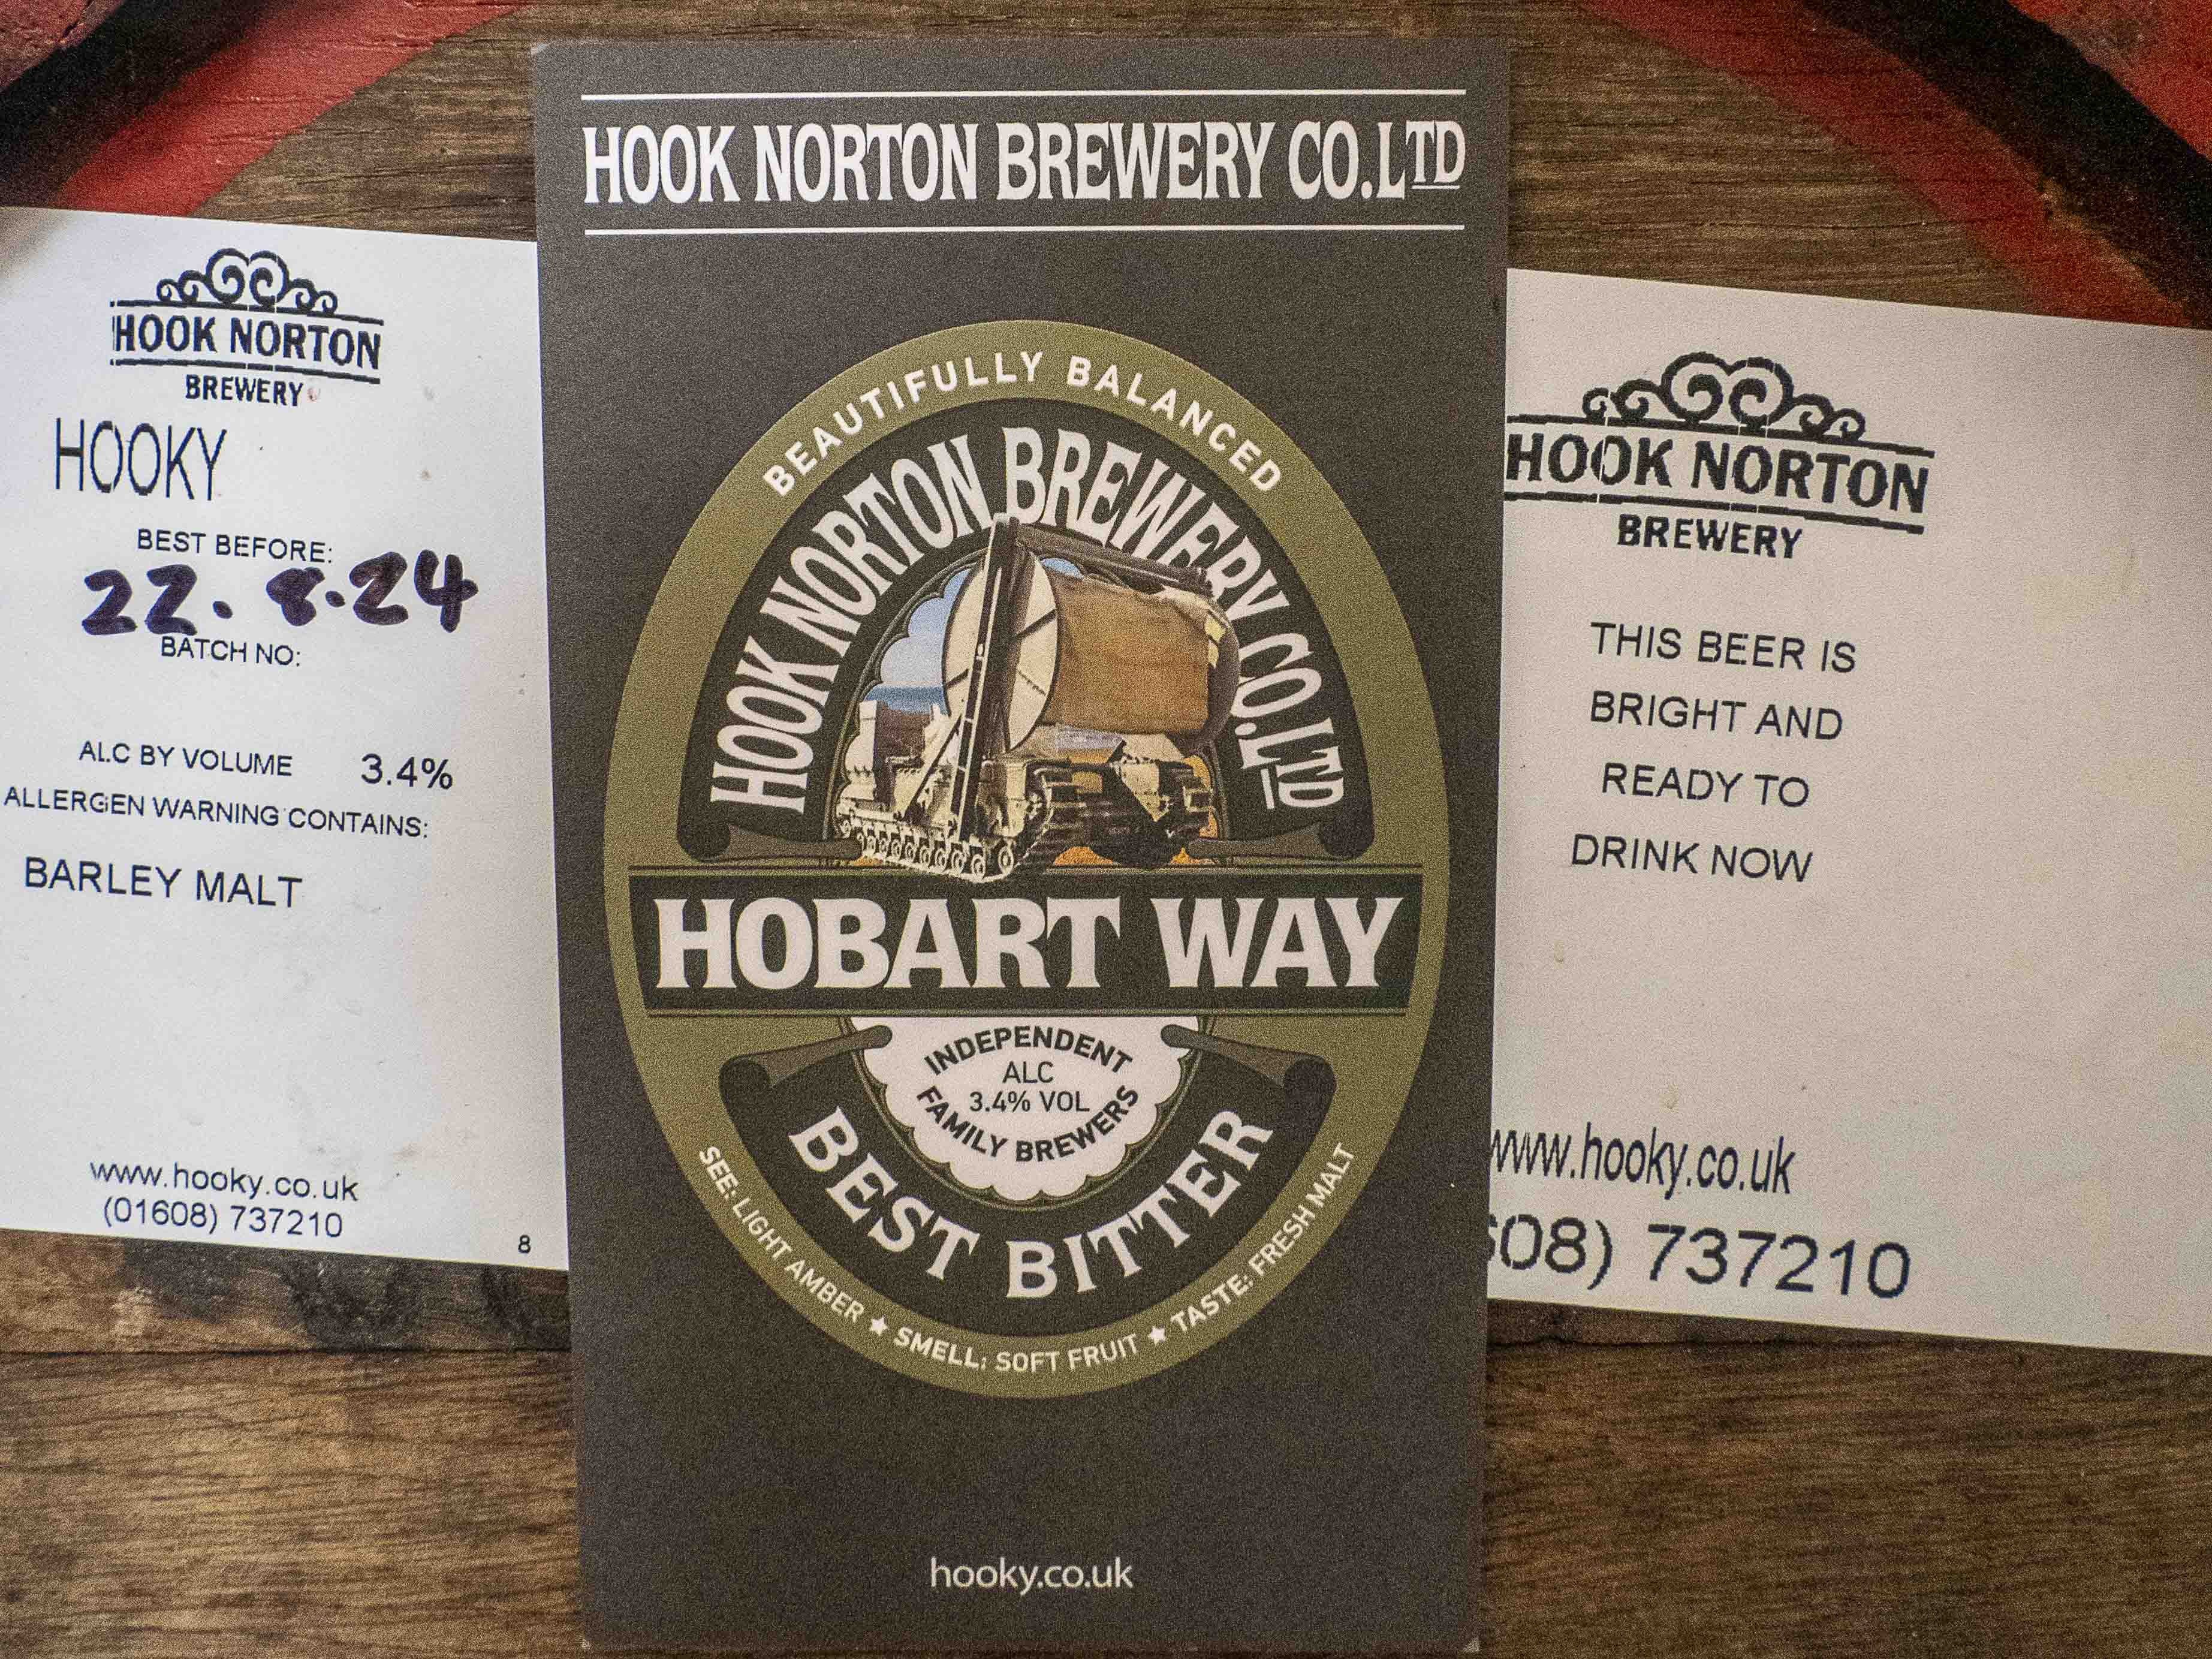 HOOK NORTON
BREWERY
HOOKY
BEST BEFORE:
22.8.24
BATCH NO:
ALC BY VOLUME 3.4%
ALLERGEN WARNING CONTAINS:
BARLEY MALT
www.hooky.co.uk
(01608) 737210
8
HOOK NORTON BREWERY CO.LTD
BEAUTIFULLY BALANCED
HOOK NORTON BREWERY CO.LTD
HOBART WAY
INDEPENDENT
ALC
3.4% VOL
FAMILY BREWERS
BEST BITTER
SEE: LIGHT AMBER ★ SMELL: SOFT FRUIT ★ TASTE: FRESH MALT
hooky.co.uk
HOOK NORTON
BREWERY
THIS BEER IS
BRIGHT AND
READY TO
DRINK NOW
www.hooky.co.uk
608) 737210